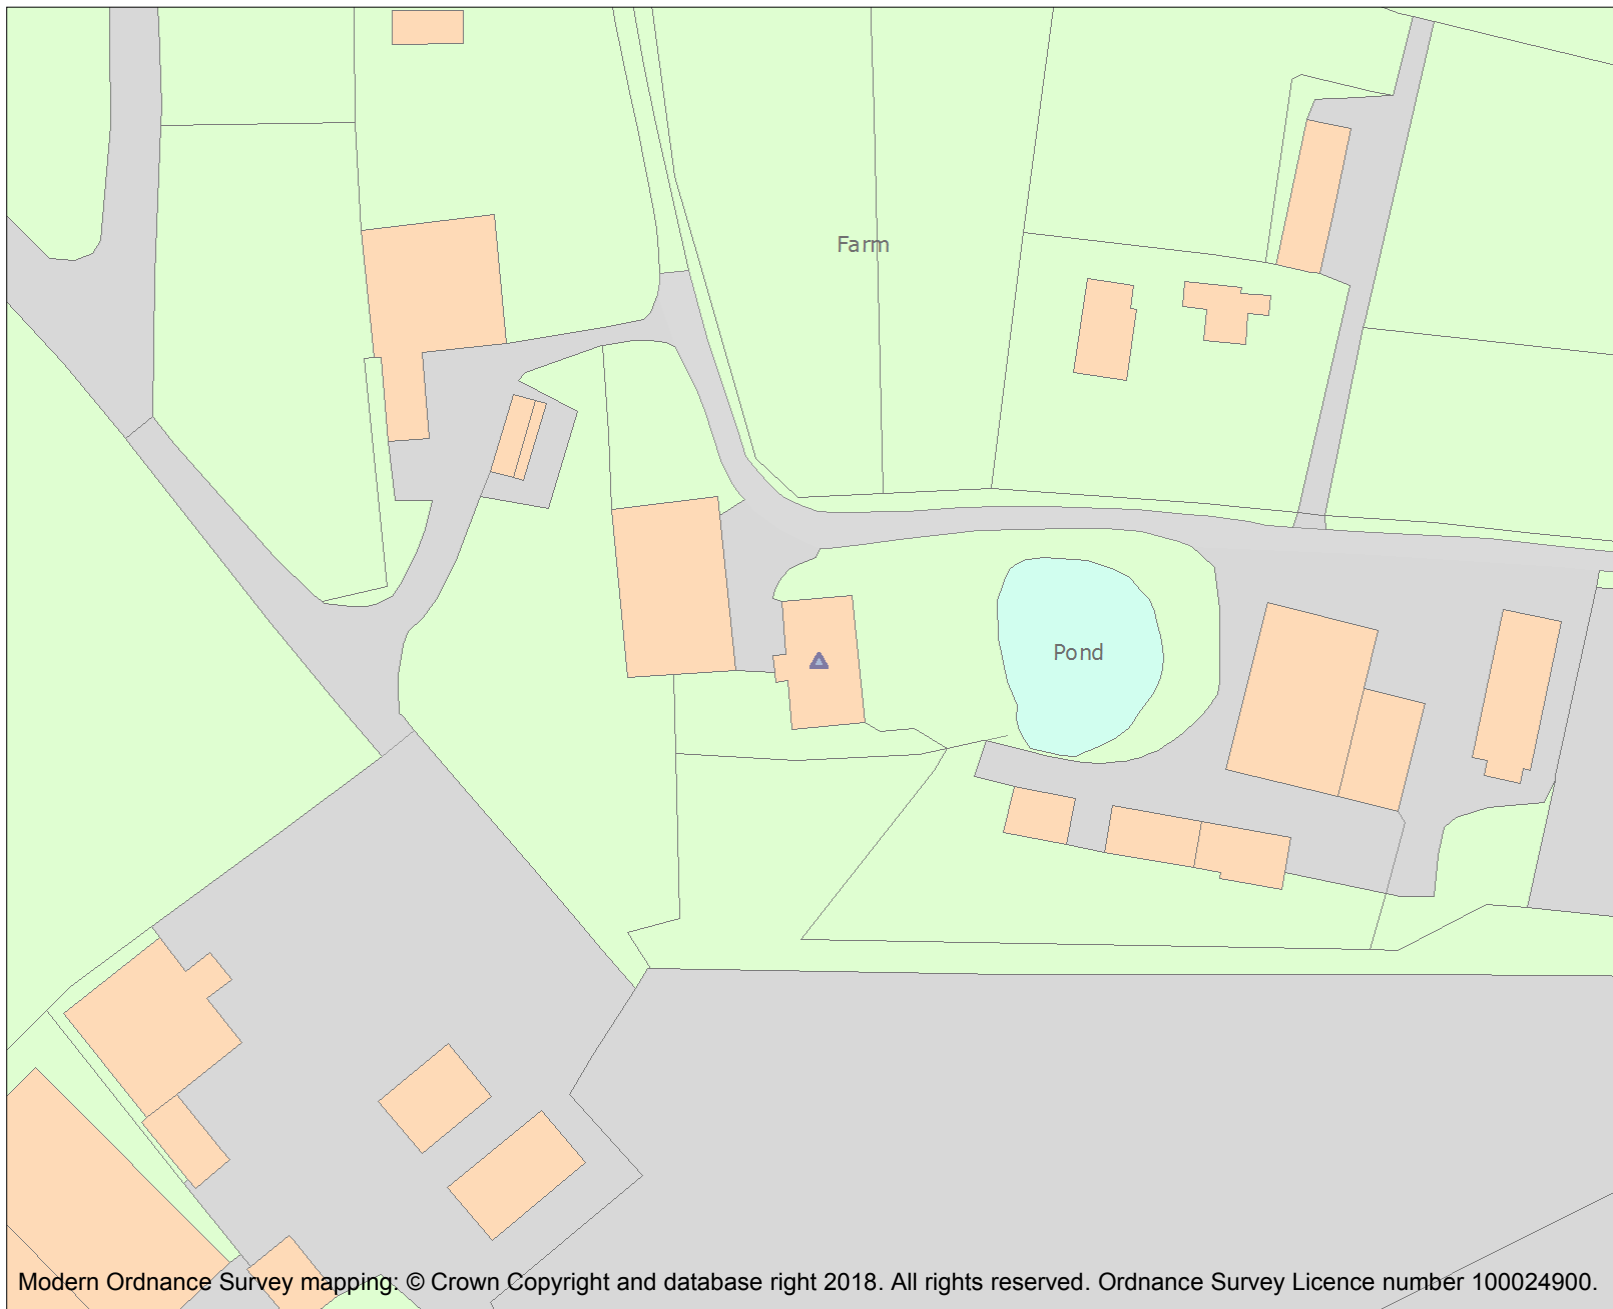 Farm
Pond
Modern Ordnance Survey mapping: © Crown Copyright and database right 2018. All rights reserved. Ordnance Survey Licence number 100024900.